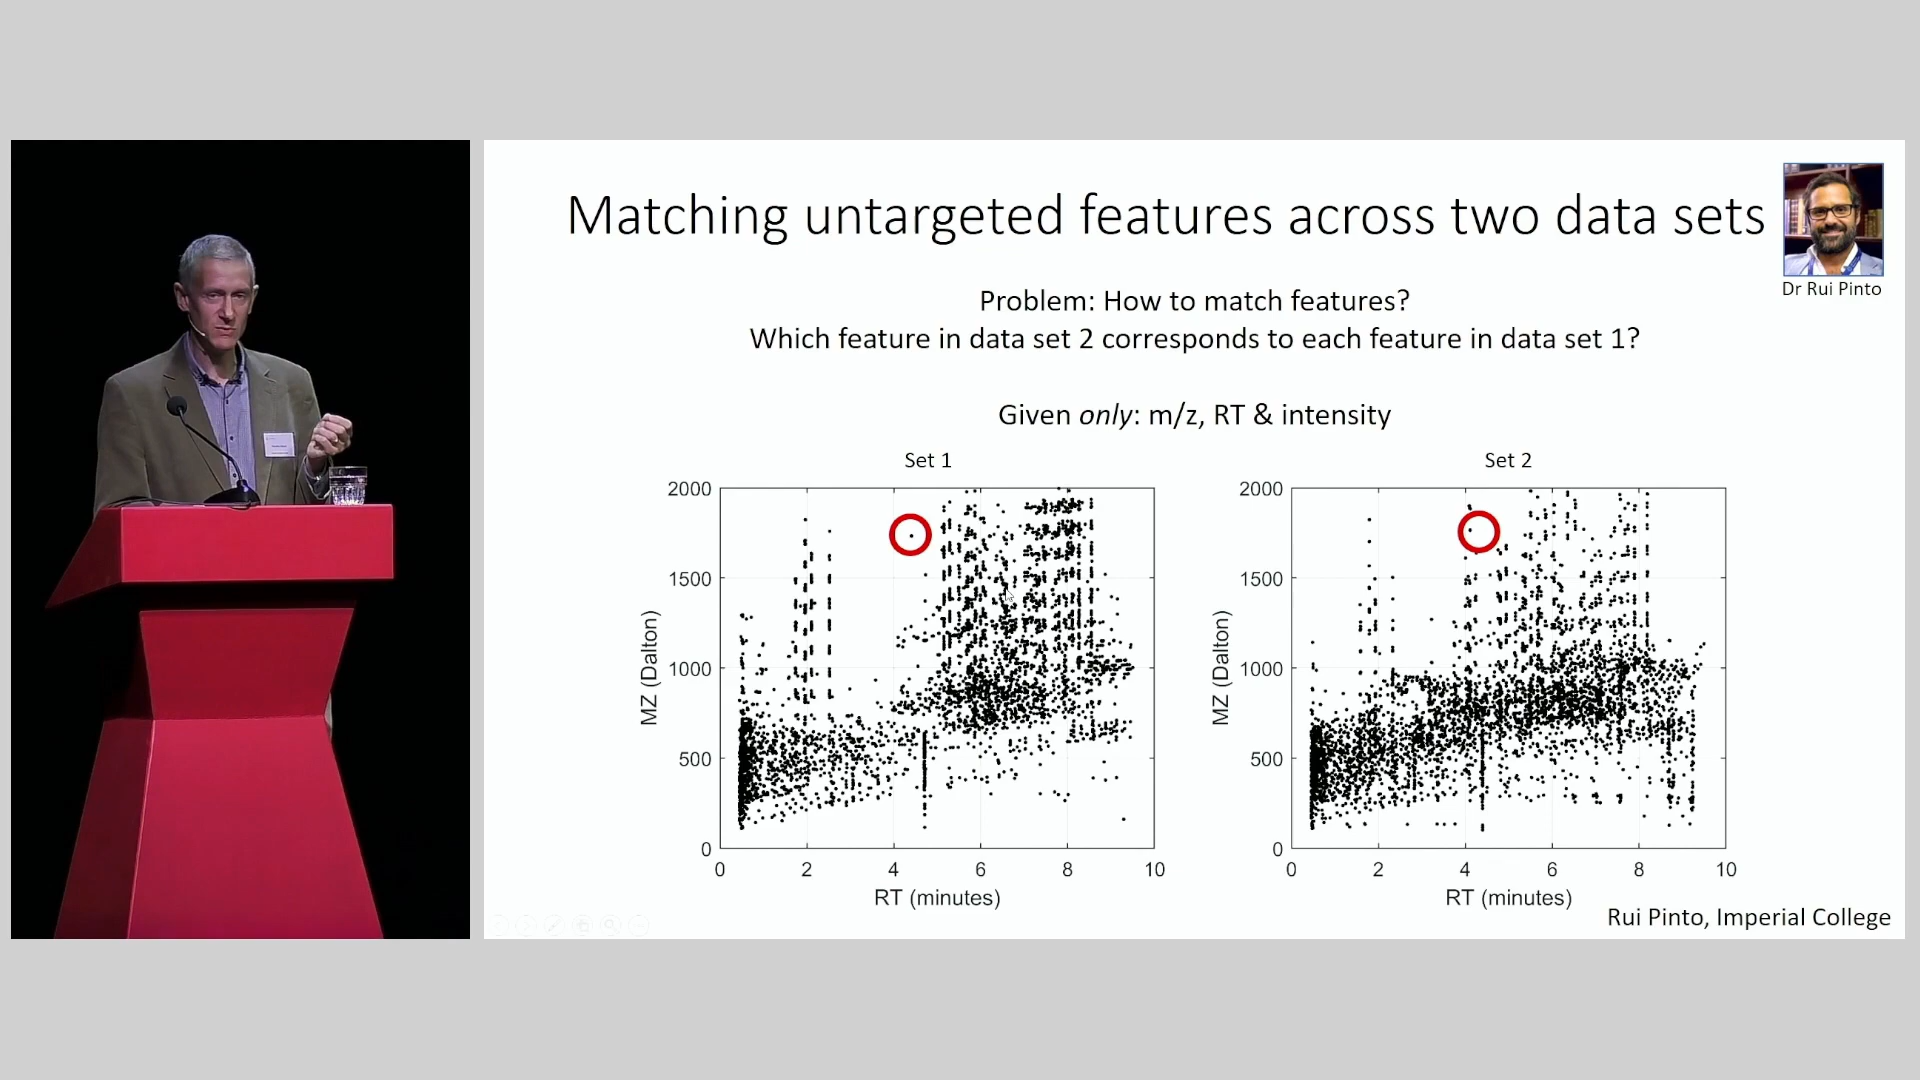 Matching untargeted features across two data sets
Dr Rui Pinto
Problem: How to match features?
Which feature in data set 2 corresponds to each feature in data set 1?
Given only: m/z, RT & intensity
Set 1
2000
1500
1000
500
0
MZ (Dalton)
0 2 4 6 8 10
RT (minutes)
Set 2
2000
1500
1000
500
0
MZ (Dalton)
0 2 4 6 8 10
RT (minutes)
Rui Pinto, Imperial College